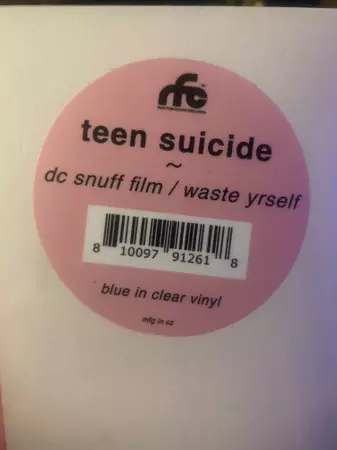 rfc
teen suicide
~
dc snuff film / waste yrself
8 10097 91261 8
blue in clear vinyl
mfg in cz